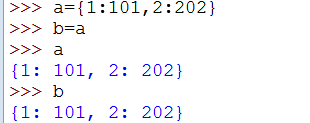 >>> a={1:101,2:202}
>>> b=a
>>> a
{1: 101, 2: 202}
>>> b
{1: 101, 2: 202}